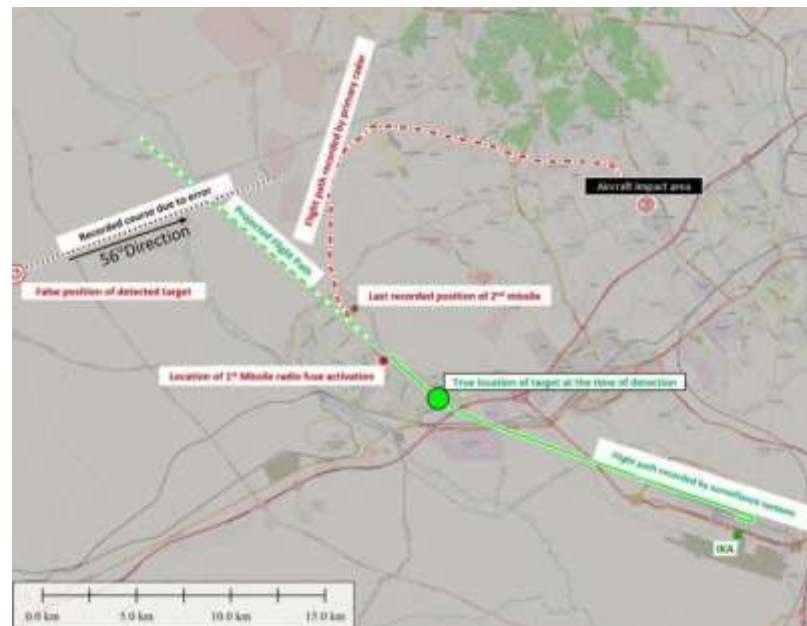 Flight path recorded by primary radar
Recorded course due to error
56°Direction
Projected Flight Path
Aircraft impact area
False position of detected target
Last recorded position of 2nd missile
Location of 1st Missile radio fuse activation
True location of target at the time of detection
Flight path recorded by surveillance systems
IKA
0.0 km 5.0 km 10.0 km 15.0 km